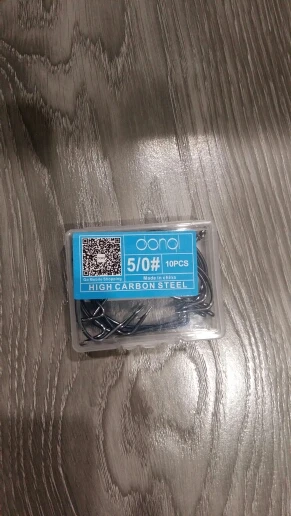 donql
5/0#
10PCS
Made in china
HIGH CARBON STEEL